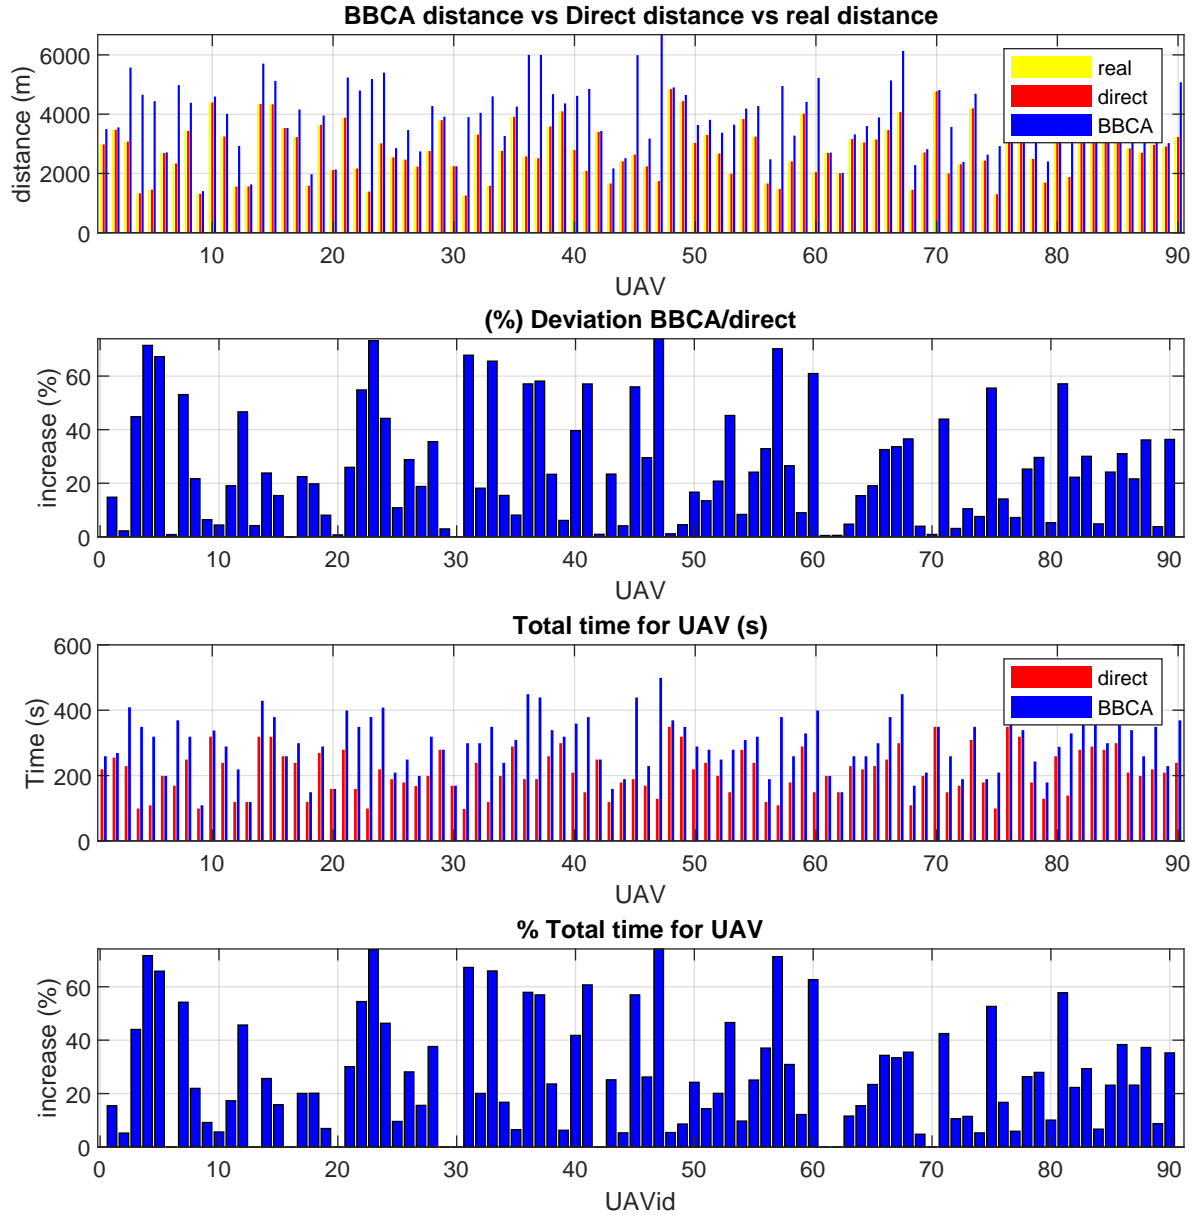 BBCA distance vs Direct distance vs real distance
6000
4000
2000
0
distance (m)
real
direct
BBCA
10 20 30 40 50 60 70 80 90
UAV
(%) Deviation BBCA/direct
60
40
20
0
increase (%)
0 10 20 30 40 50 60 70 80 90
UAV
Total time for UAV (s)
600
400
200
0
Time (s)
direct
BBCA
10 20 30 40 50 60 70 80 90
UAV
% Total time for UAV
60
40
20
0
increase (%)
0 10 20 30 40 50 60 70 80 90
UAVid